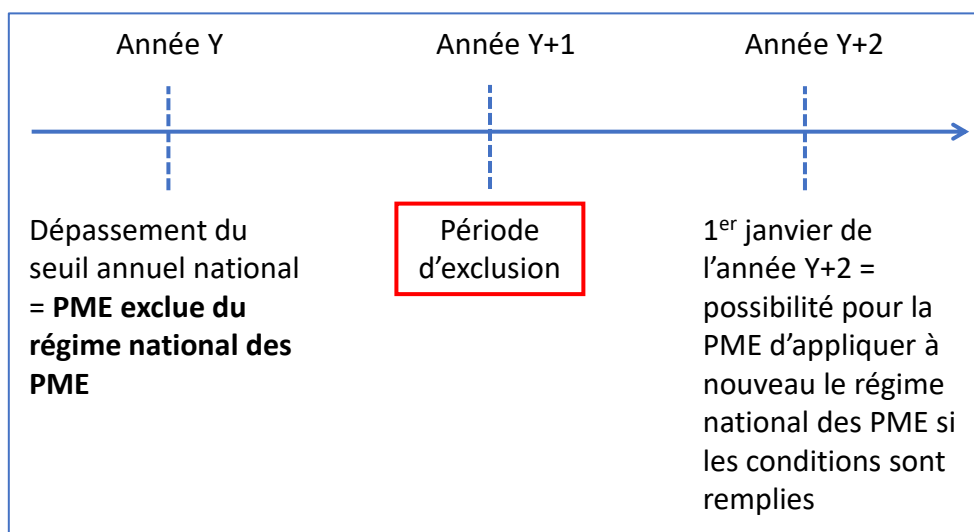 Année Y
Année Y+1
Année Y+2
Dépassement du
seuil annuel national
= PME exclue du
régime national des
PME
Période
d’exclusion
1er janvier de
l’année Y+2 =
possibilité pour la
PME d’appliquer à
nouveau le régime
national des PME si
les conditions sont
remplies